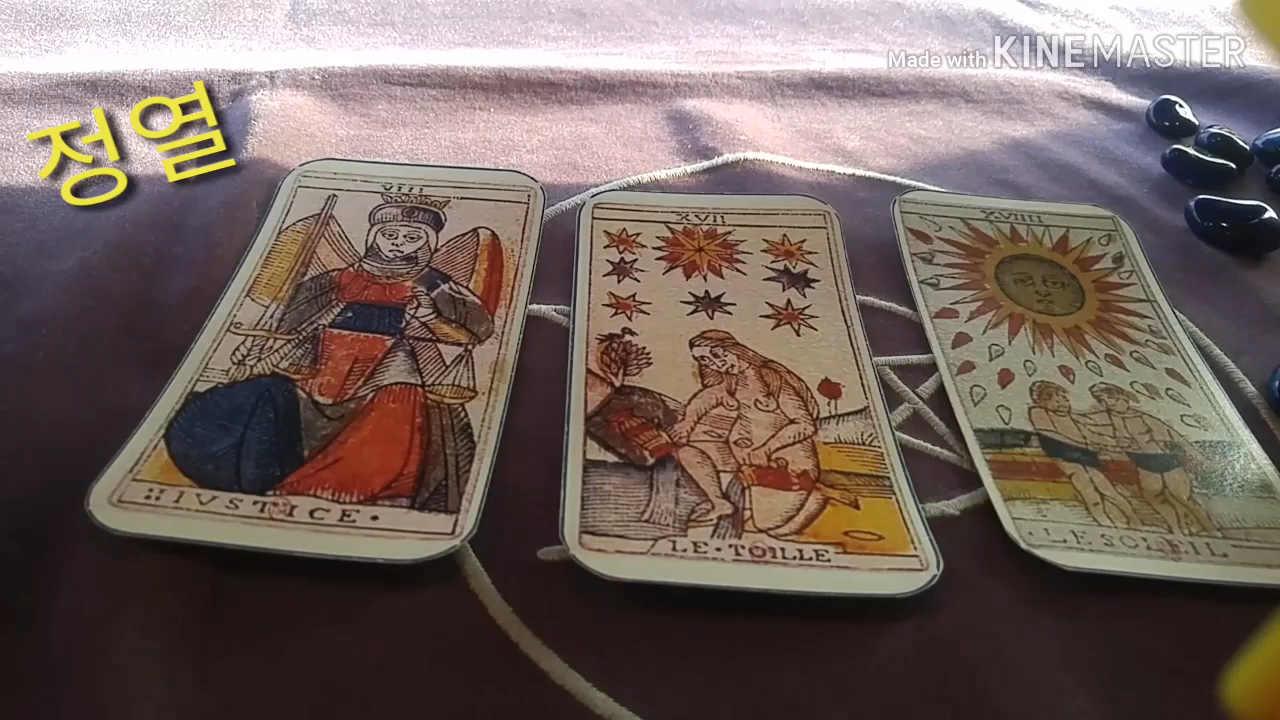 Made with KINEMASTER
정열
VIII
XVII
XVIIII
IVSTICE
LE·TOILLE
LE SOLEIL